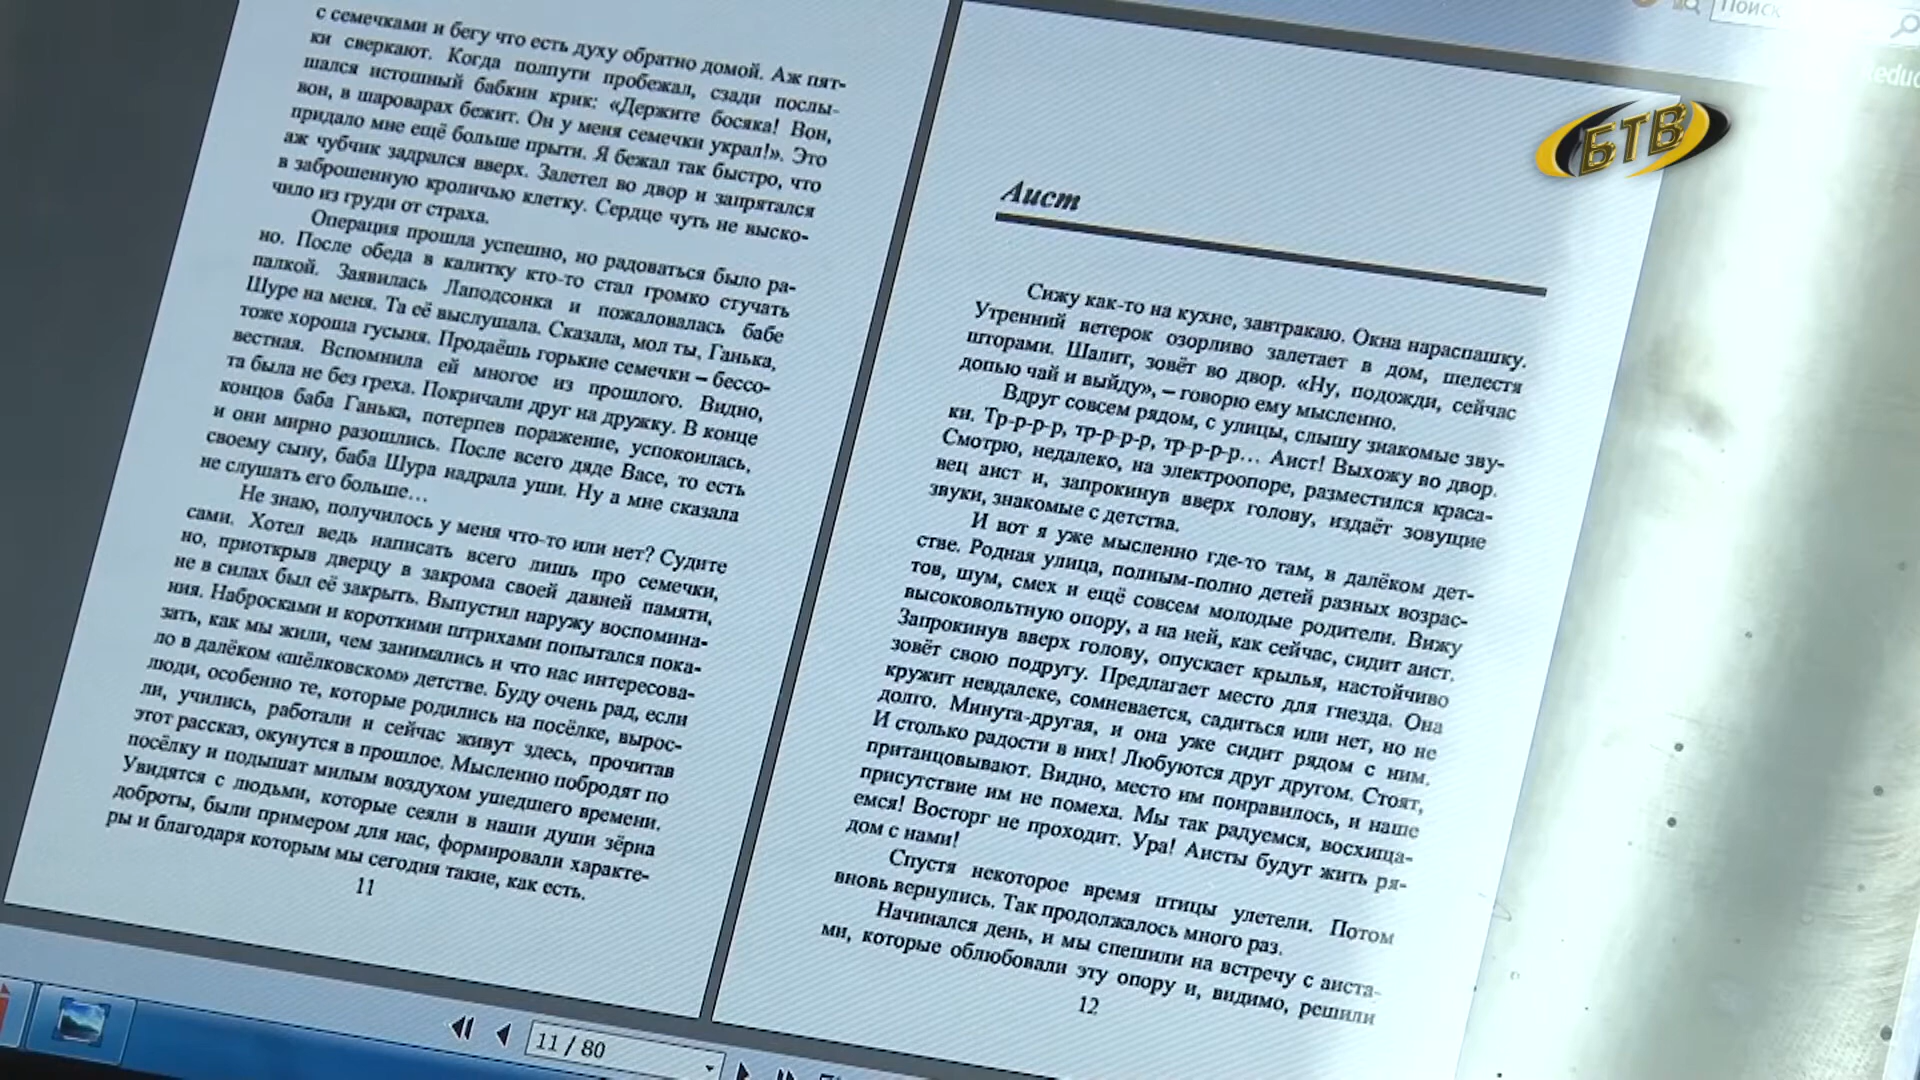 с семечками и бегу что есть духу обратно домой. Аж пят-
ки сверкают. Когда полпути пробежал, сзади послы-
шался истошный бабкин крик: «Держите босяка! Вон,
вон, в шароварах бежит. Он у меня семечки украл!». Это
придало мне ещё больше прыти. Я бежал так быстро, что
аж чубчик задрался вверх. Залетел во двор и запрятался
в заброшенную кроличью клетку. Сердце чуть не выско-
чило из груди от страха.
Операция прошла успешно, но радоваться было ра-
но. После обеда в калитку кто-то стал громко стучать
палкой. Заявилась Лаподсонка и пожаловалась бабе
Шуре на меня. Та её выслушала. Сказала, мол ты, Ганька,
тоже хороша гусыня. Продаёшь горькие семечки – бессо-
вестная. Вспомнила ей многое из прошлого. Видно,
та была не без греха. Покричали друг на дружку. В конце
концов баба Ганька, потерпев поражение, успокоилась,
и они мирно разошлись. После всего дяде Васе, то есть
своему сыну, баба Шура надрала уши. Ну а мне сказала
не слушать его больше…
Не знаю, получилось у меня что-то или нет? Судите
сами. Хотел ведь написать всего лишь про семечки,
но, приоткрыв дверцу в закрома своей давней памяти,
не в силах был её закрыть. Выпустил наружу воспомина-
ния. Набросками и короткими штрихами попытался пока-
зать, как мы жили, чем занимались и что нас интересова-
ло в далёком «шёлковском» детстве. Буду очень рад, если
люди, особенно те, которые родились на посёлке, вырос-
ли, учились, работали и сейчас живут здесь, прочитав
этот рассказ, окунутся в прошлое. Мысленно побродят по
посёлку и подышат милым воздухом ушедшего времени.
Увидятся с людьми, которые сеяли в наши души зёрна
доброты, были примером для нас, формировали характе-
ры и благодаря которым мы сегодня такие, как есть.
11
Аист
Сижу как-то на кухне, завтракаю. Окна нараспашку.
Утренний ветерок озорливо залетает в дом, шелестя
шторами. Шалит, зовёт во двор. «Ну, подожди, сейчас
допью чай и выйду», – говорю ему мысленно.
Вдруг совсем рядом, с улицы, слышу знакомые зву-
ки. Тр-р-р-р, тр-р-р-р, тр-р-р-р… Аист! Выхожу во двор.
Смотрю, недалеко, на электроопоре, разместился краса-
вец аист и, запрокинув вверх голову, издаёт зовущие
звуки, знакомые с детства.
И вот я уже мысленно где-то там, в далёком дет-
стве. Родная улица, полным-полно детей разных возрас-
тов, шум, смех и ещё совсем молодые родители. Вижу
высоковольтную опору, а на ней, как сейчас, сидит аист.
Запрокинув вверх голову, опускает крылья, настойчиво
зовёт свою подругу. Предлагает место для гнезда. Она
кружит невдалеке, сомневается, садиться или нет, но не
долго. Минута-другая, и она уже сидит рядом с ним.
И столько радости в них! Любуются друг другом. Стоят,
пританцовывают. Видно, место им понравилось, и наше
присутствие им не помеха. Мы так радуемся, восхища-
емся! Восторг не проходит. Ура! Аисты будут жить ря-
дом с нами!
Спустя некоторое время птицы улетели. Потом
вновь вернулись. Так продолжалось много раз.
Начинался день, и мы спешили на встречу с аиста-
ми, которые облюбовали эту опору и, видимо, решили
12
Поиск
БТВ
11 / 80